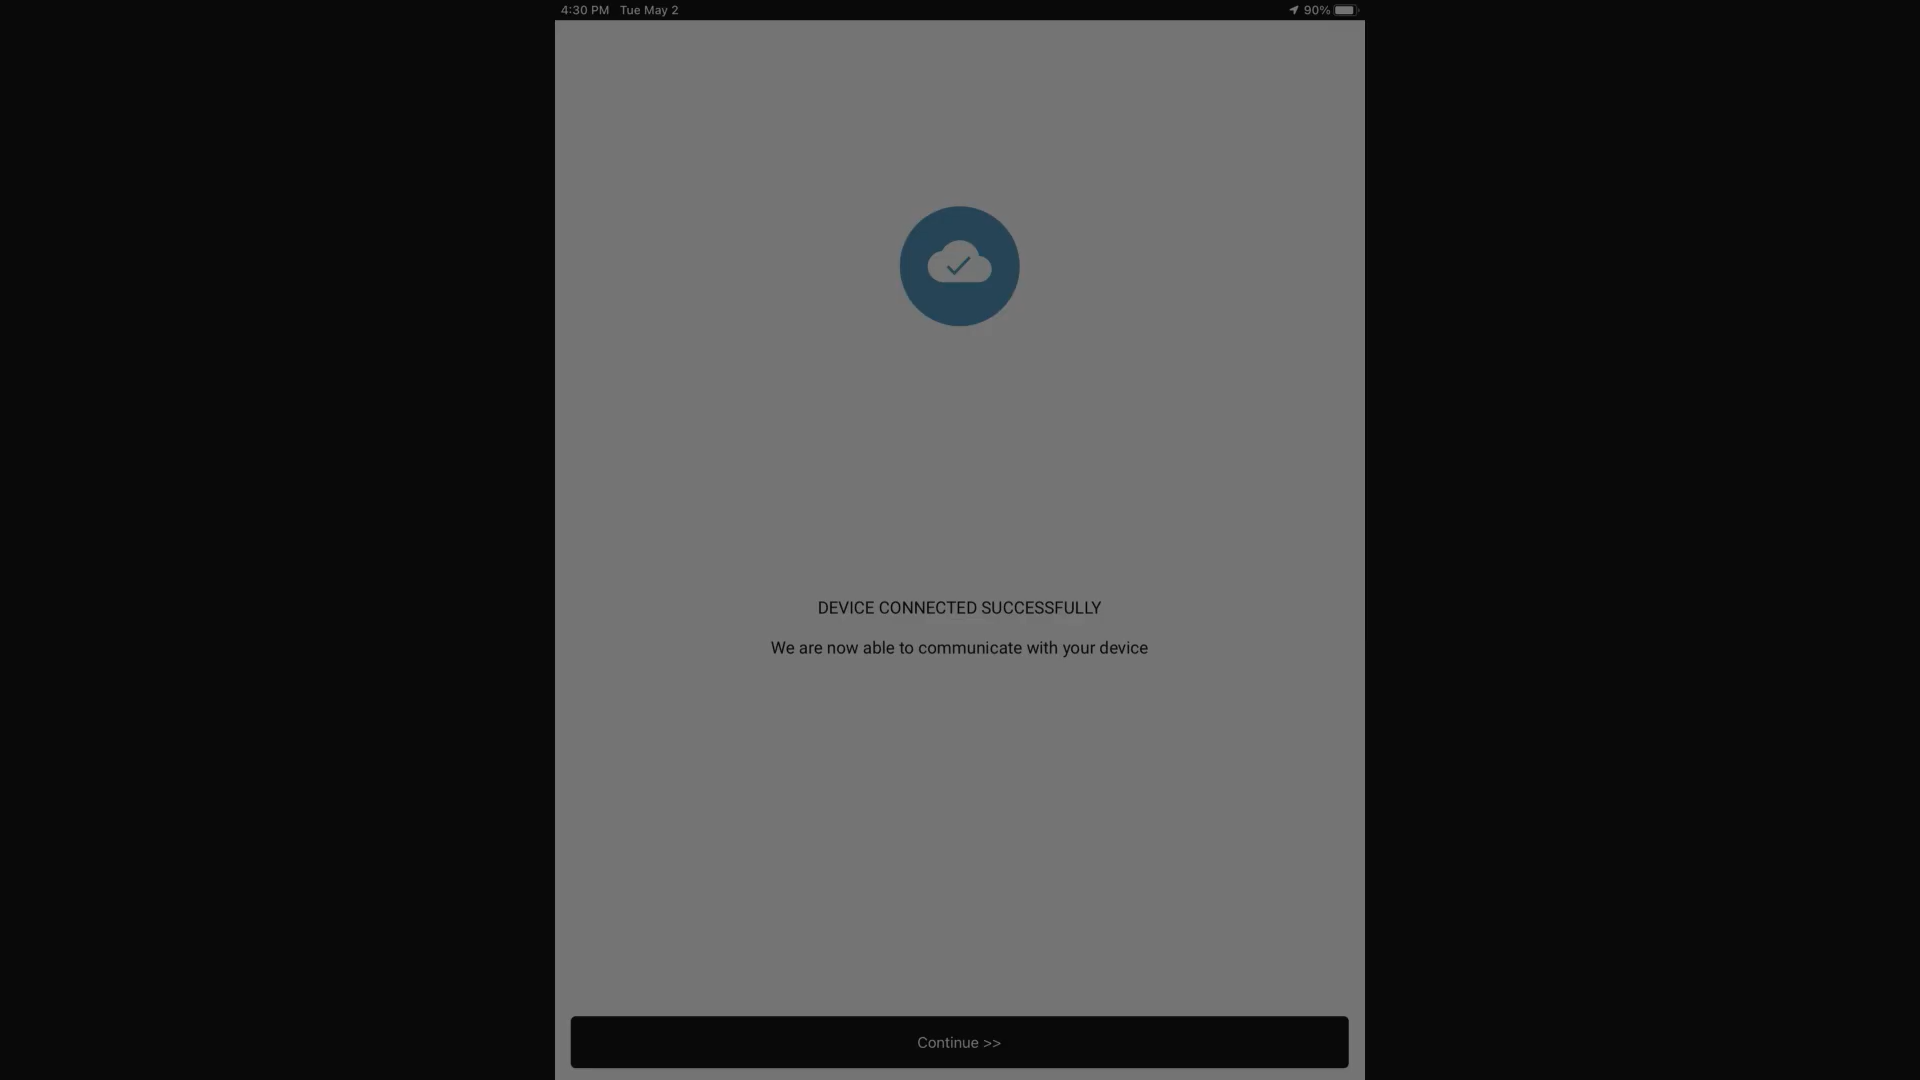 4:30 PM Tue May 2
90%
DEVICE CONNECTED SUCCESSFULLY
We are now able to communicate with your device
Continue >>